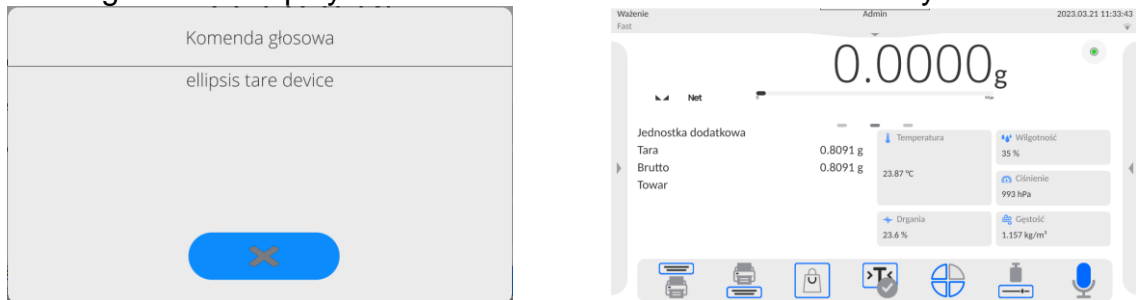 Komenda głosowa
ellipsis tare device
Ważenie Admin 2023.03.21 11:33:43
Fast
0.0000g
Net
Max
Jednostka dodatkowa
Tara 0.8091 g
Brutto 0.8091 g
Towar
Temperatura
23.87 °C
Wilgotność
35 %
Ciśnienie
993 hPa
Drgania
23.6 %
Gęstość
1.157 kg/m³
>T<